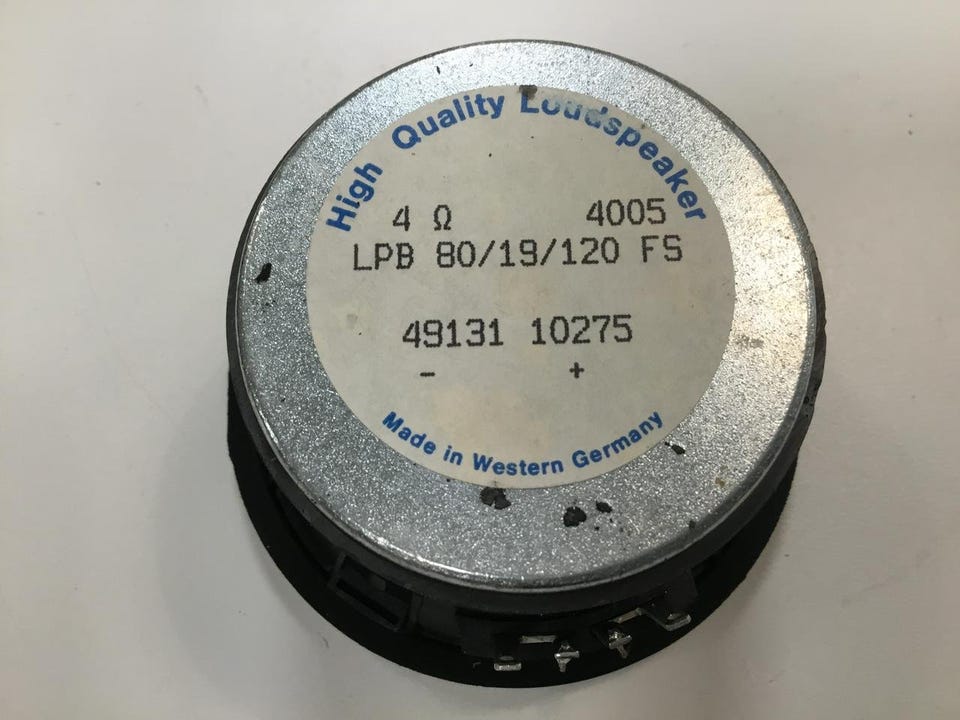 High Quality Loudspeaker
4 Ω 4005
LPB 80/19/120 FS
49131 10275
- +
Made in Western Germany